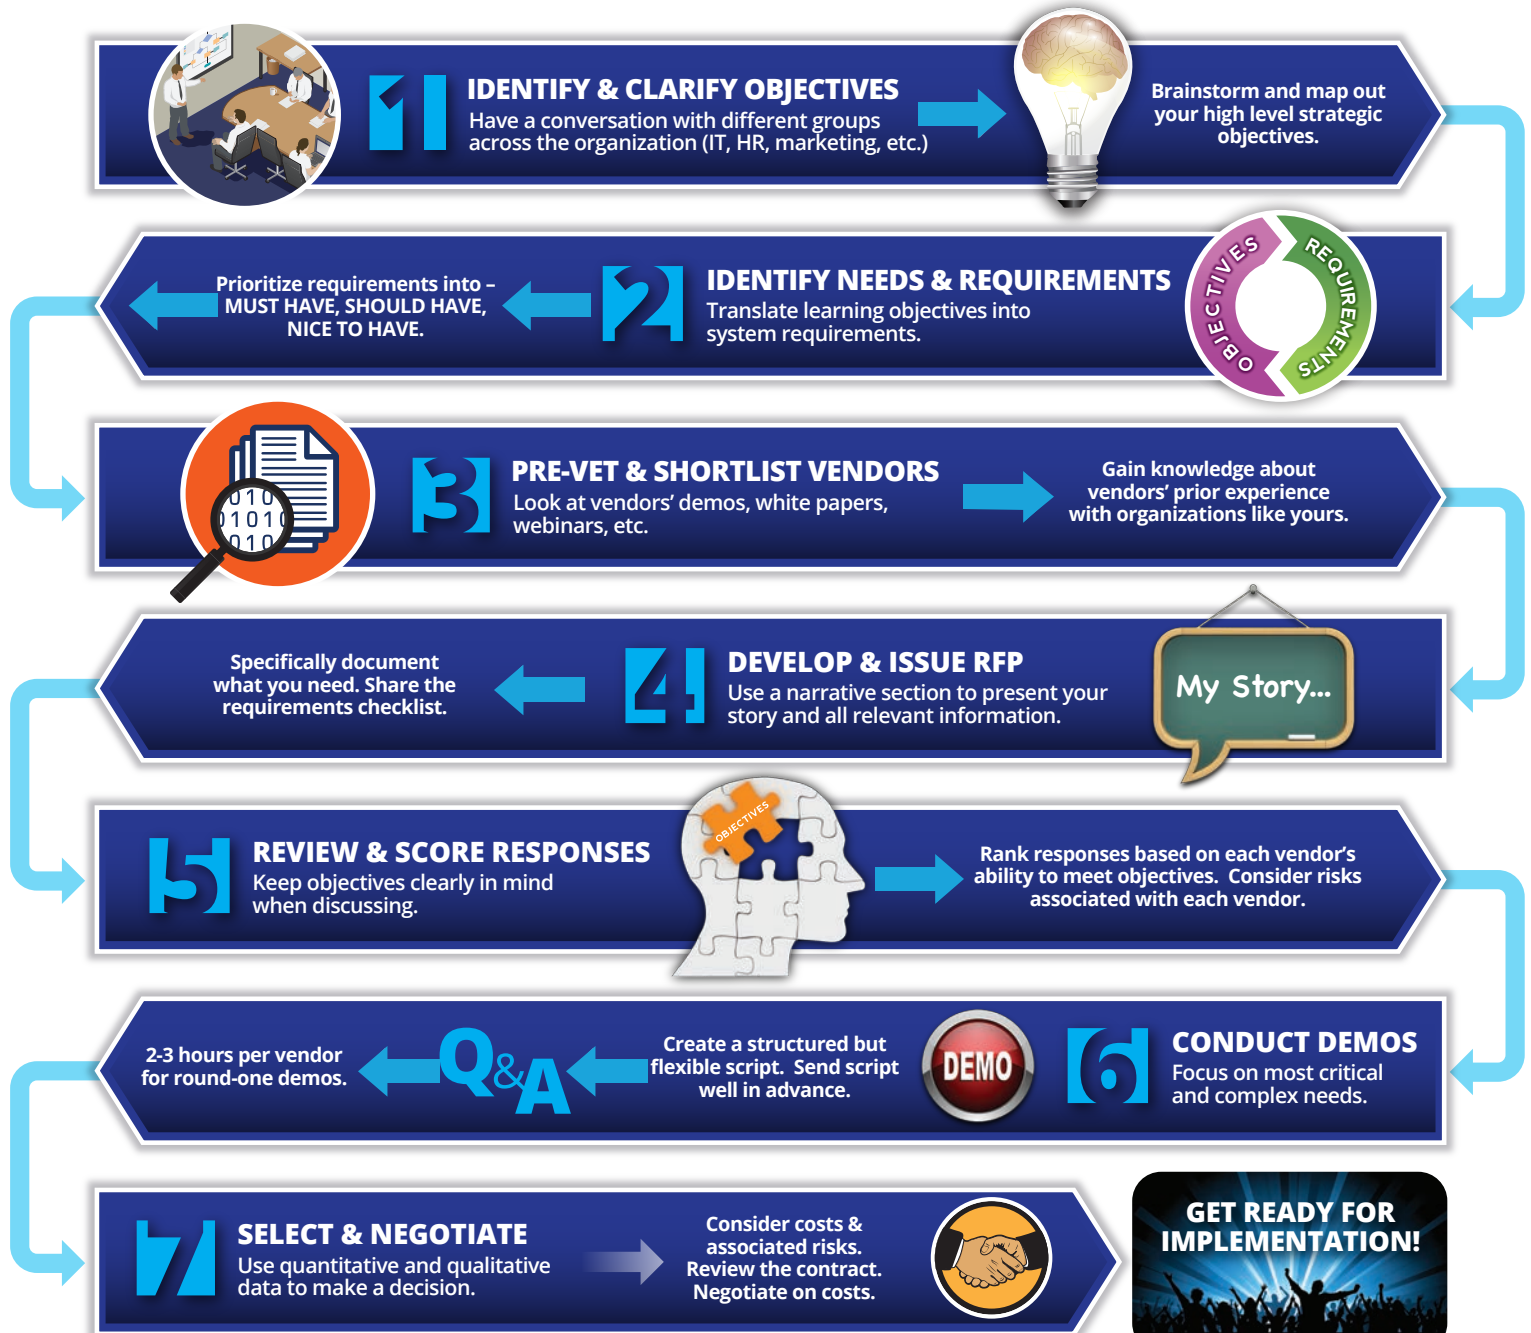 1
IDENTIFY & CLARIFY OBJECTIVES
Have a conversation with different groups
across the organization (IT, HR, marketing, etc.)
Brainstorm and map out
your high level strategic
objectives.
2
IDENTIFY NEEDS & REQUIREMENTS
Translate learning objectives into
system requirements.
OBJECTIVES
REQUIREMENTS
Prioritize requirements into –
MUST HAVE, SHOULD HAVE,
NICE TO HAVE.
010
01010
010
3
PRE-VET & SHORTLIST VENDORS
Look at vendors’ demos, white papers,
webinars, etc.
Gain knowledge about
vendors’ prior experience
with organizations like yours.
4
DEVELOP & ISSUE RFP
Use a narrative section to present your
story and all relevant information.
My Story...
Specifically document
what you need. Share the
requirements checklist.
5
REVIEW & SCORE RESPONSES
Keep objectives clearly in mind
when discussing.
OBJECTIVES
Rank responses based on each vendor’s
ability to meet objectives.  Consider risks
associated with each vendor.
6
CONDUCT DEMOS
Focus on most critical
and complex needs.
DEMO
Create a structured but
flexible script.  Send script
well in advance.
Q&A
2-3 hours per vendor
for round-one demos.
7
SELECT & NEGOTIATE
Use quantitative and qualitative
data to make a decision.
Consider costs &
associated risks.
Review the contract.
Negotiate on costs.
GET READY FOR
IMPLEMENTATION!